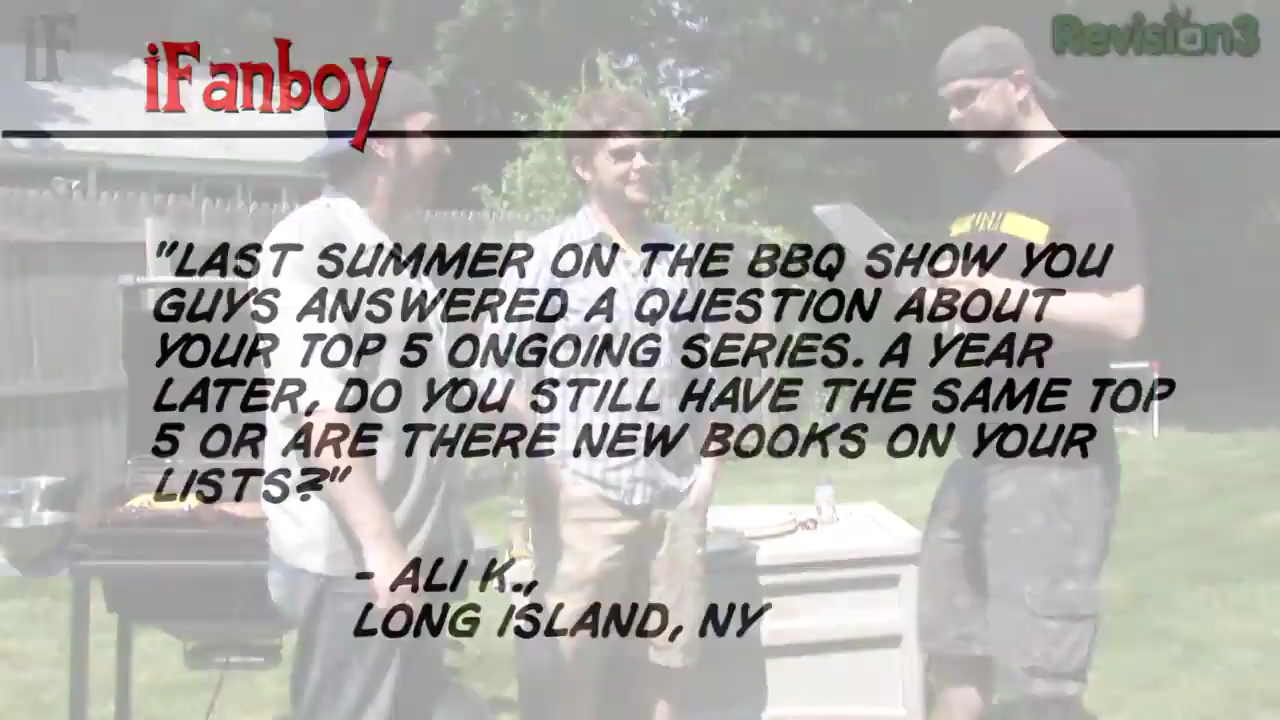 iF
iFanboy
Revision3
"LAST SUMMER ON THE BBQ SHOW YOU
GUYS ANSWERED A QUESTION ABOUT
YOUR TOP 5 ONGOING SERIES. A YEAR
LATER, DO YOU STILL HAVE THE SAME TOP
5 OR ARE THERE NEW BOOKS ON YOUR
LISTS?"
- ALI K.,
LONG ISLAND, NY